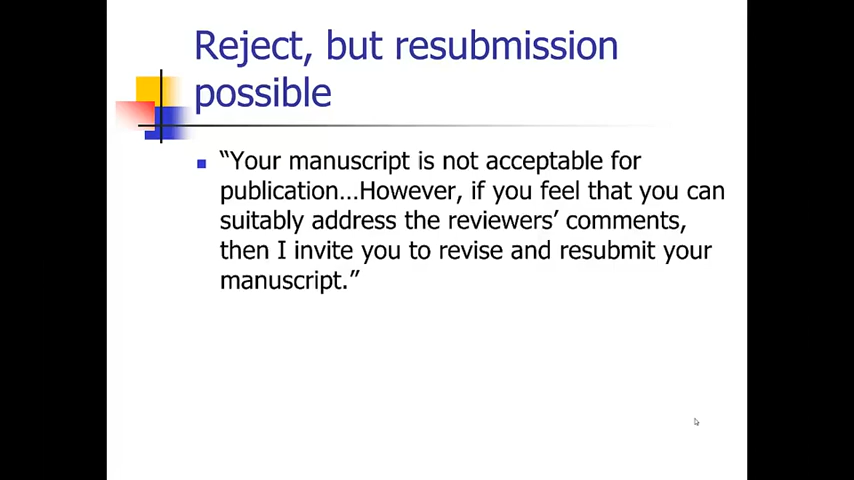 Reject, but resubmission
possible
“Your manuscript is not acceptable for
publication…However, if you feel that you can
suitably address the reviewers’ comments,
then I invite you to revise and resubmit your
manuscript.”